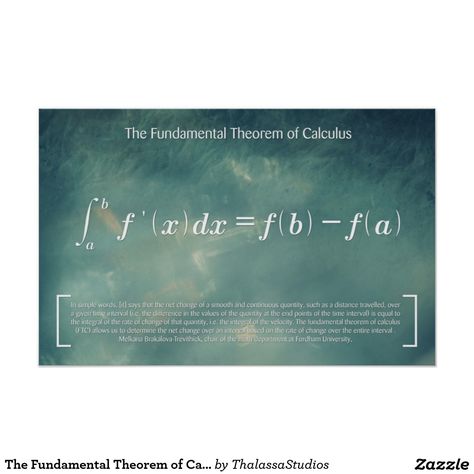 The Fundamental Theorem of Calculus
∫ₐᵇ f '(x)dx = f(b) − f(a)
In simple words, [it] says that the net change of a smooth and continuous quantity, such as a distance travelled, over
a given time interval (i.e. the difference in the values of the quantity at the end points of the time interval) is equal to
the integral of the rate of change of that quantity, i.e. the integral of the velocity. The fundamental theorem of calculus
(FTC) allows us to determine the net change over an interval based on the rate of change over the entire interval .
Melkana Brakalova-Trevithick, chair of the math department at Fordham University.
The Fundamental Theorem of Ca... by ThalassaStudios
Zazzle